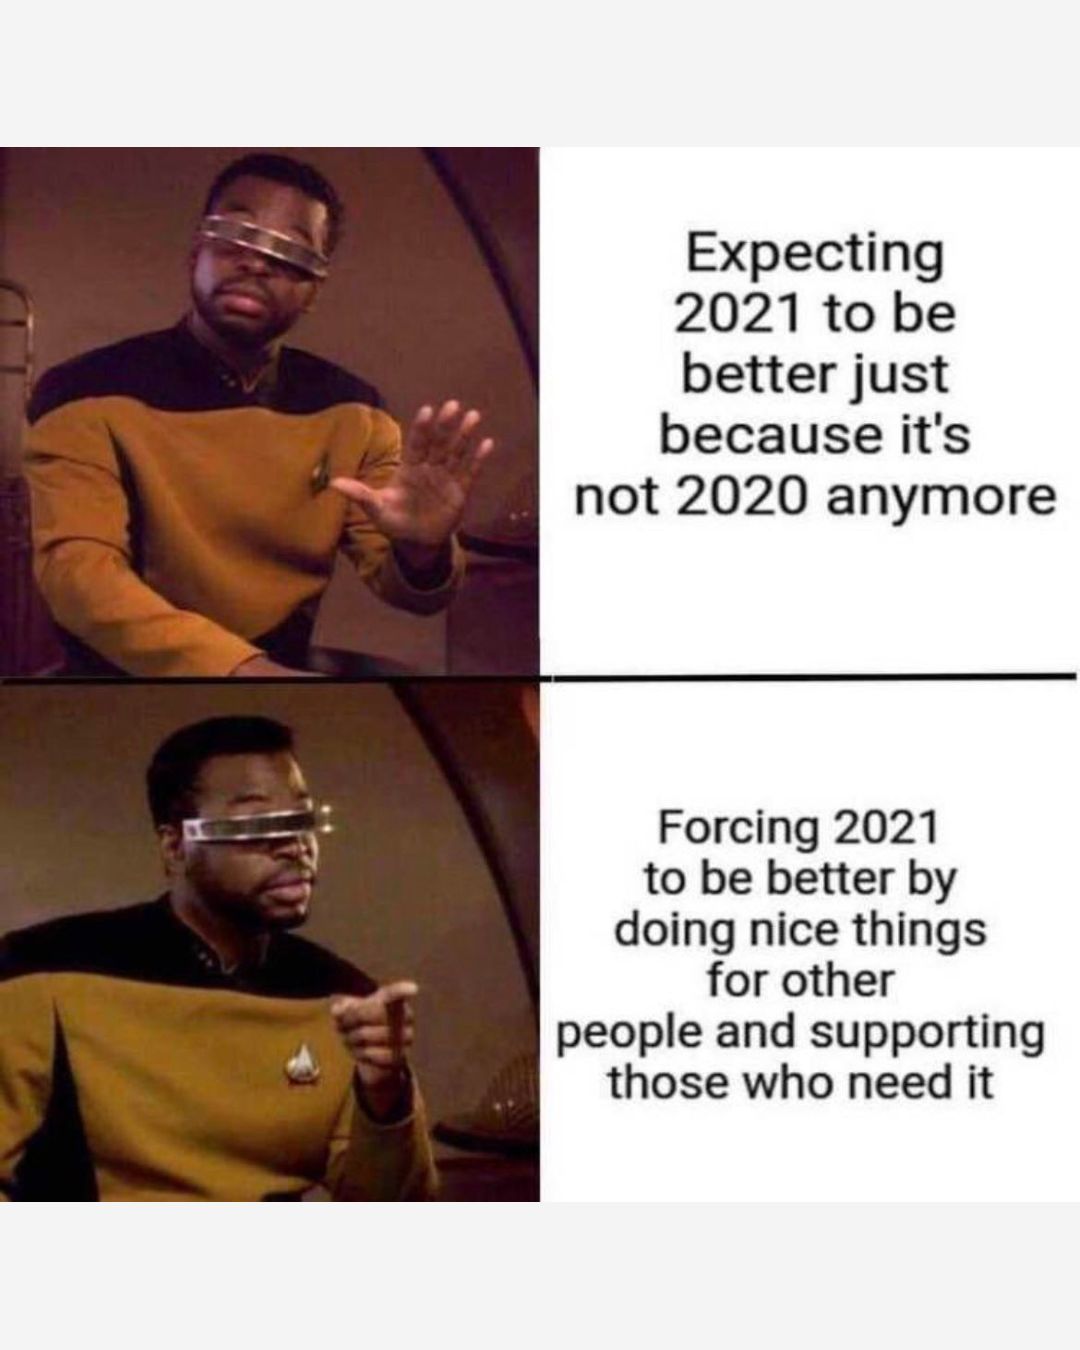 Expecting
2021 to be
better just
because it's
not 2020 anymore
Forcing 2021
to be better by
doing nice things
for other
people and supporting
those who need it